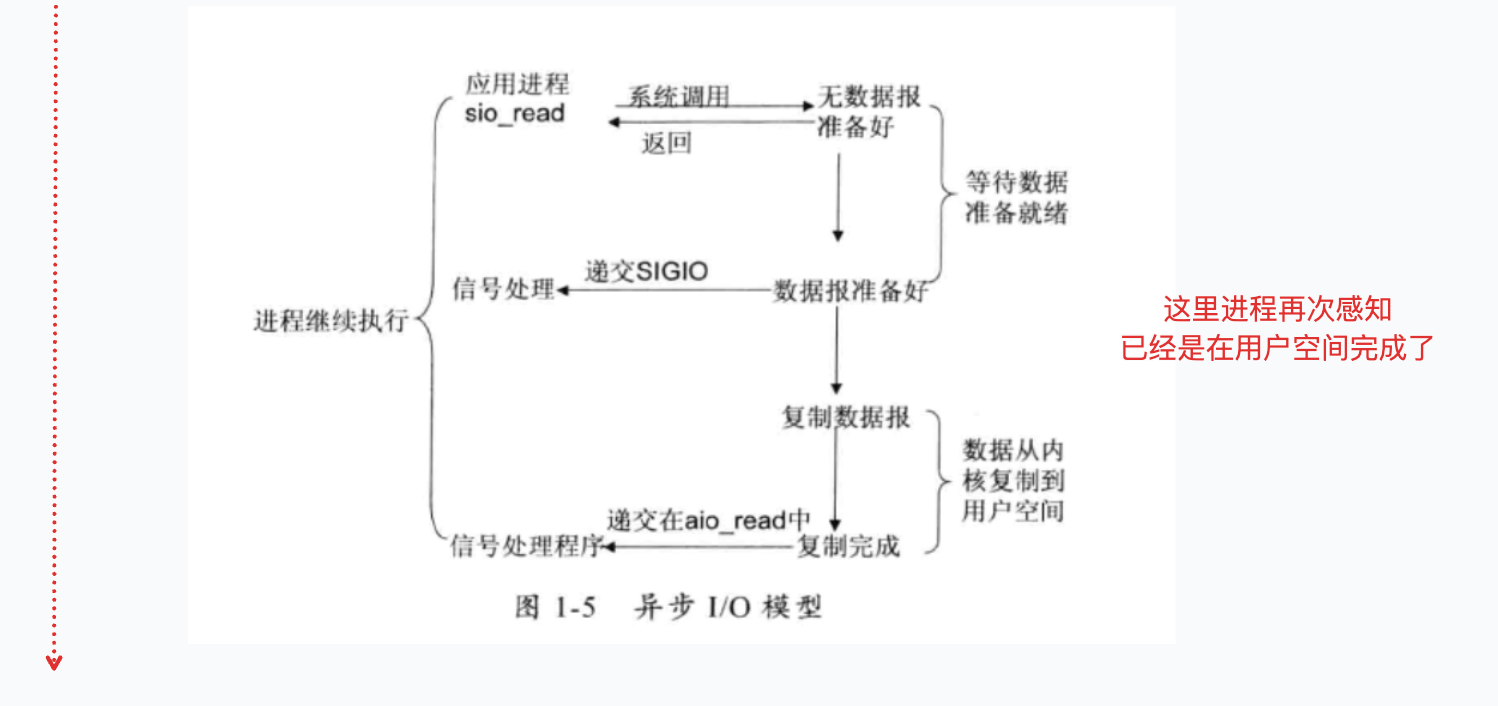 应用进程
sio_read
系统调用
返回
无数据报
准备好
等待数据
准备就绪
递交SIGIO
信号处理
数据报准备好
进程继续执行
这里进程再次感知
已经是在用户空间完成了
复制数据报
数据从内
核复制到
用户空间
递交在aio_read中
信号处理程序
复制完成
图 1-5 异步 I/O 模型